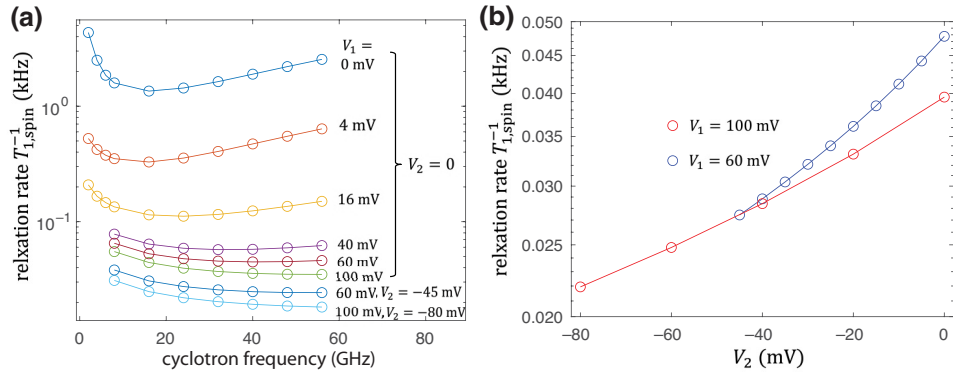 (a)
relxation rate T₁,spin⁻¹ (kHz)
10⁰
10⁻¹
V₁ =
0 mV
4 mV
16 mV
40 mV
60 mV
100 mV
60 mV, V₂ = −45 mV
100 mV, V₂ = −80 mV
V₂ = 0
0 20 40 60 80
cyclotron frequency (GHz)
(b)
relxation rate T₁,spin⁻¹ (kHz)
0.050
0.045
0.040
0.035
0.030
0.025
0.020
V₁ = 100 mV
V₁ = 60 mV
−80 −60 −40 −20 0
V₂ (mV)